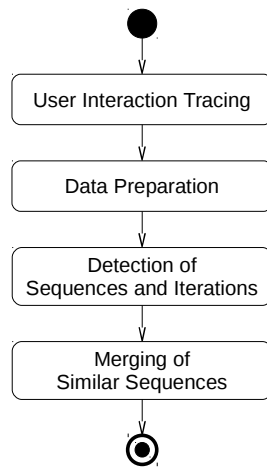 User Interaction Tracing
Data Preparation
Detection of
Sequences and Iterations
Merging of
Similar Sequences